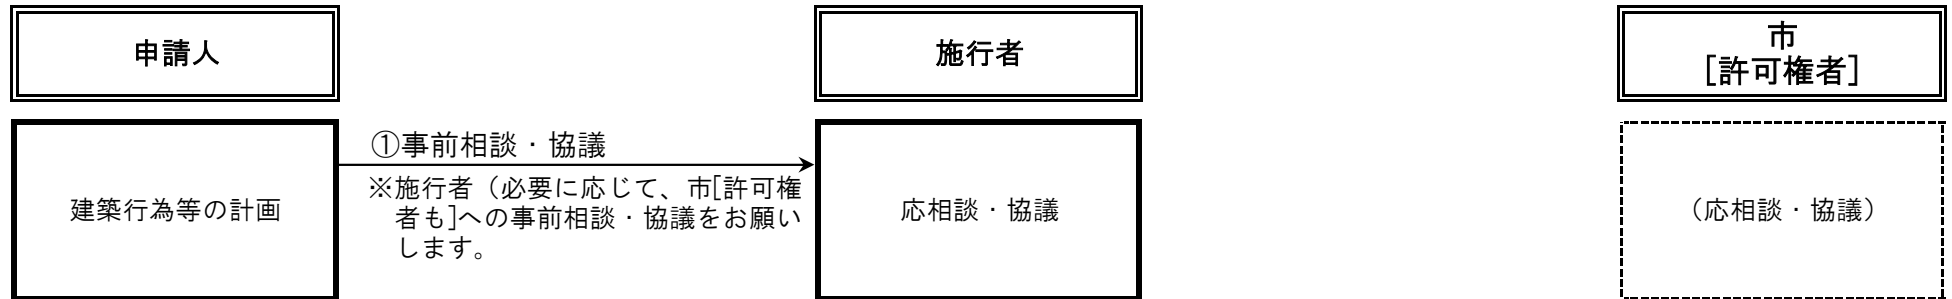 申請人
施行者
市
[許可権者]
①事前相談・協議
※施行者（必要に応じて、市[許可権
者も]への事前相談・協議をお願い
します。
建築行為等の計画
応相談・協議
（応相談・協議）